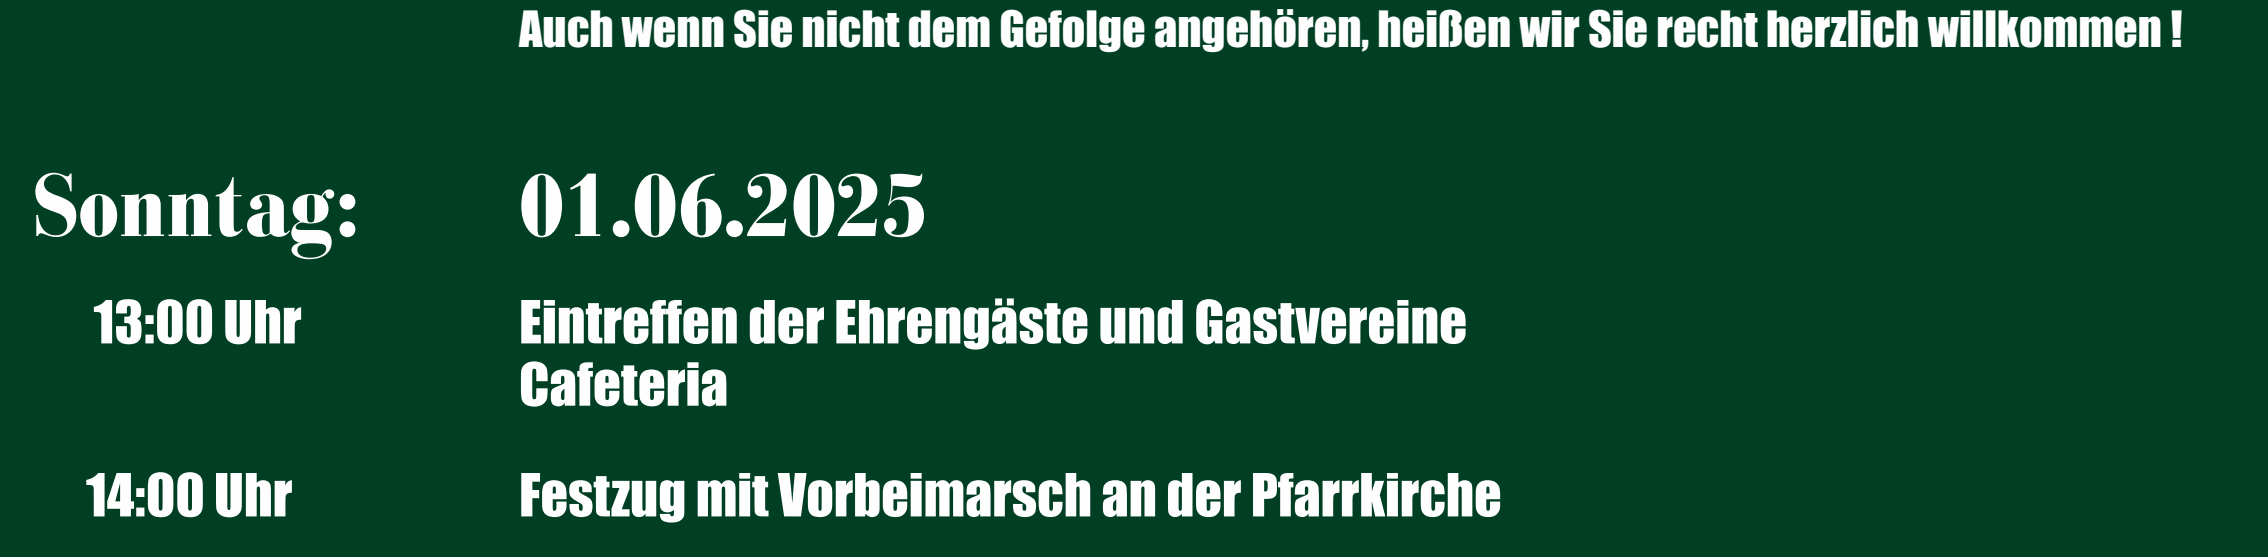 Auch wenn Sie nicht dem Gefolge angehören, heißen wir Sie recht herzlich willkommen !
Sonntag: 01.06.2025
13:00 Uhr Eintreffen der Ehrengäste und Gastvereine
Cafeteria
14:00 Uhr Festzug mit Vorbeimarsch an der Pfarrkirche